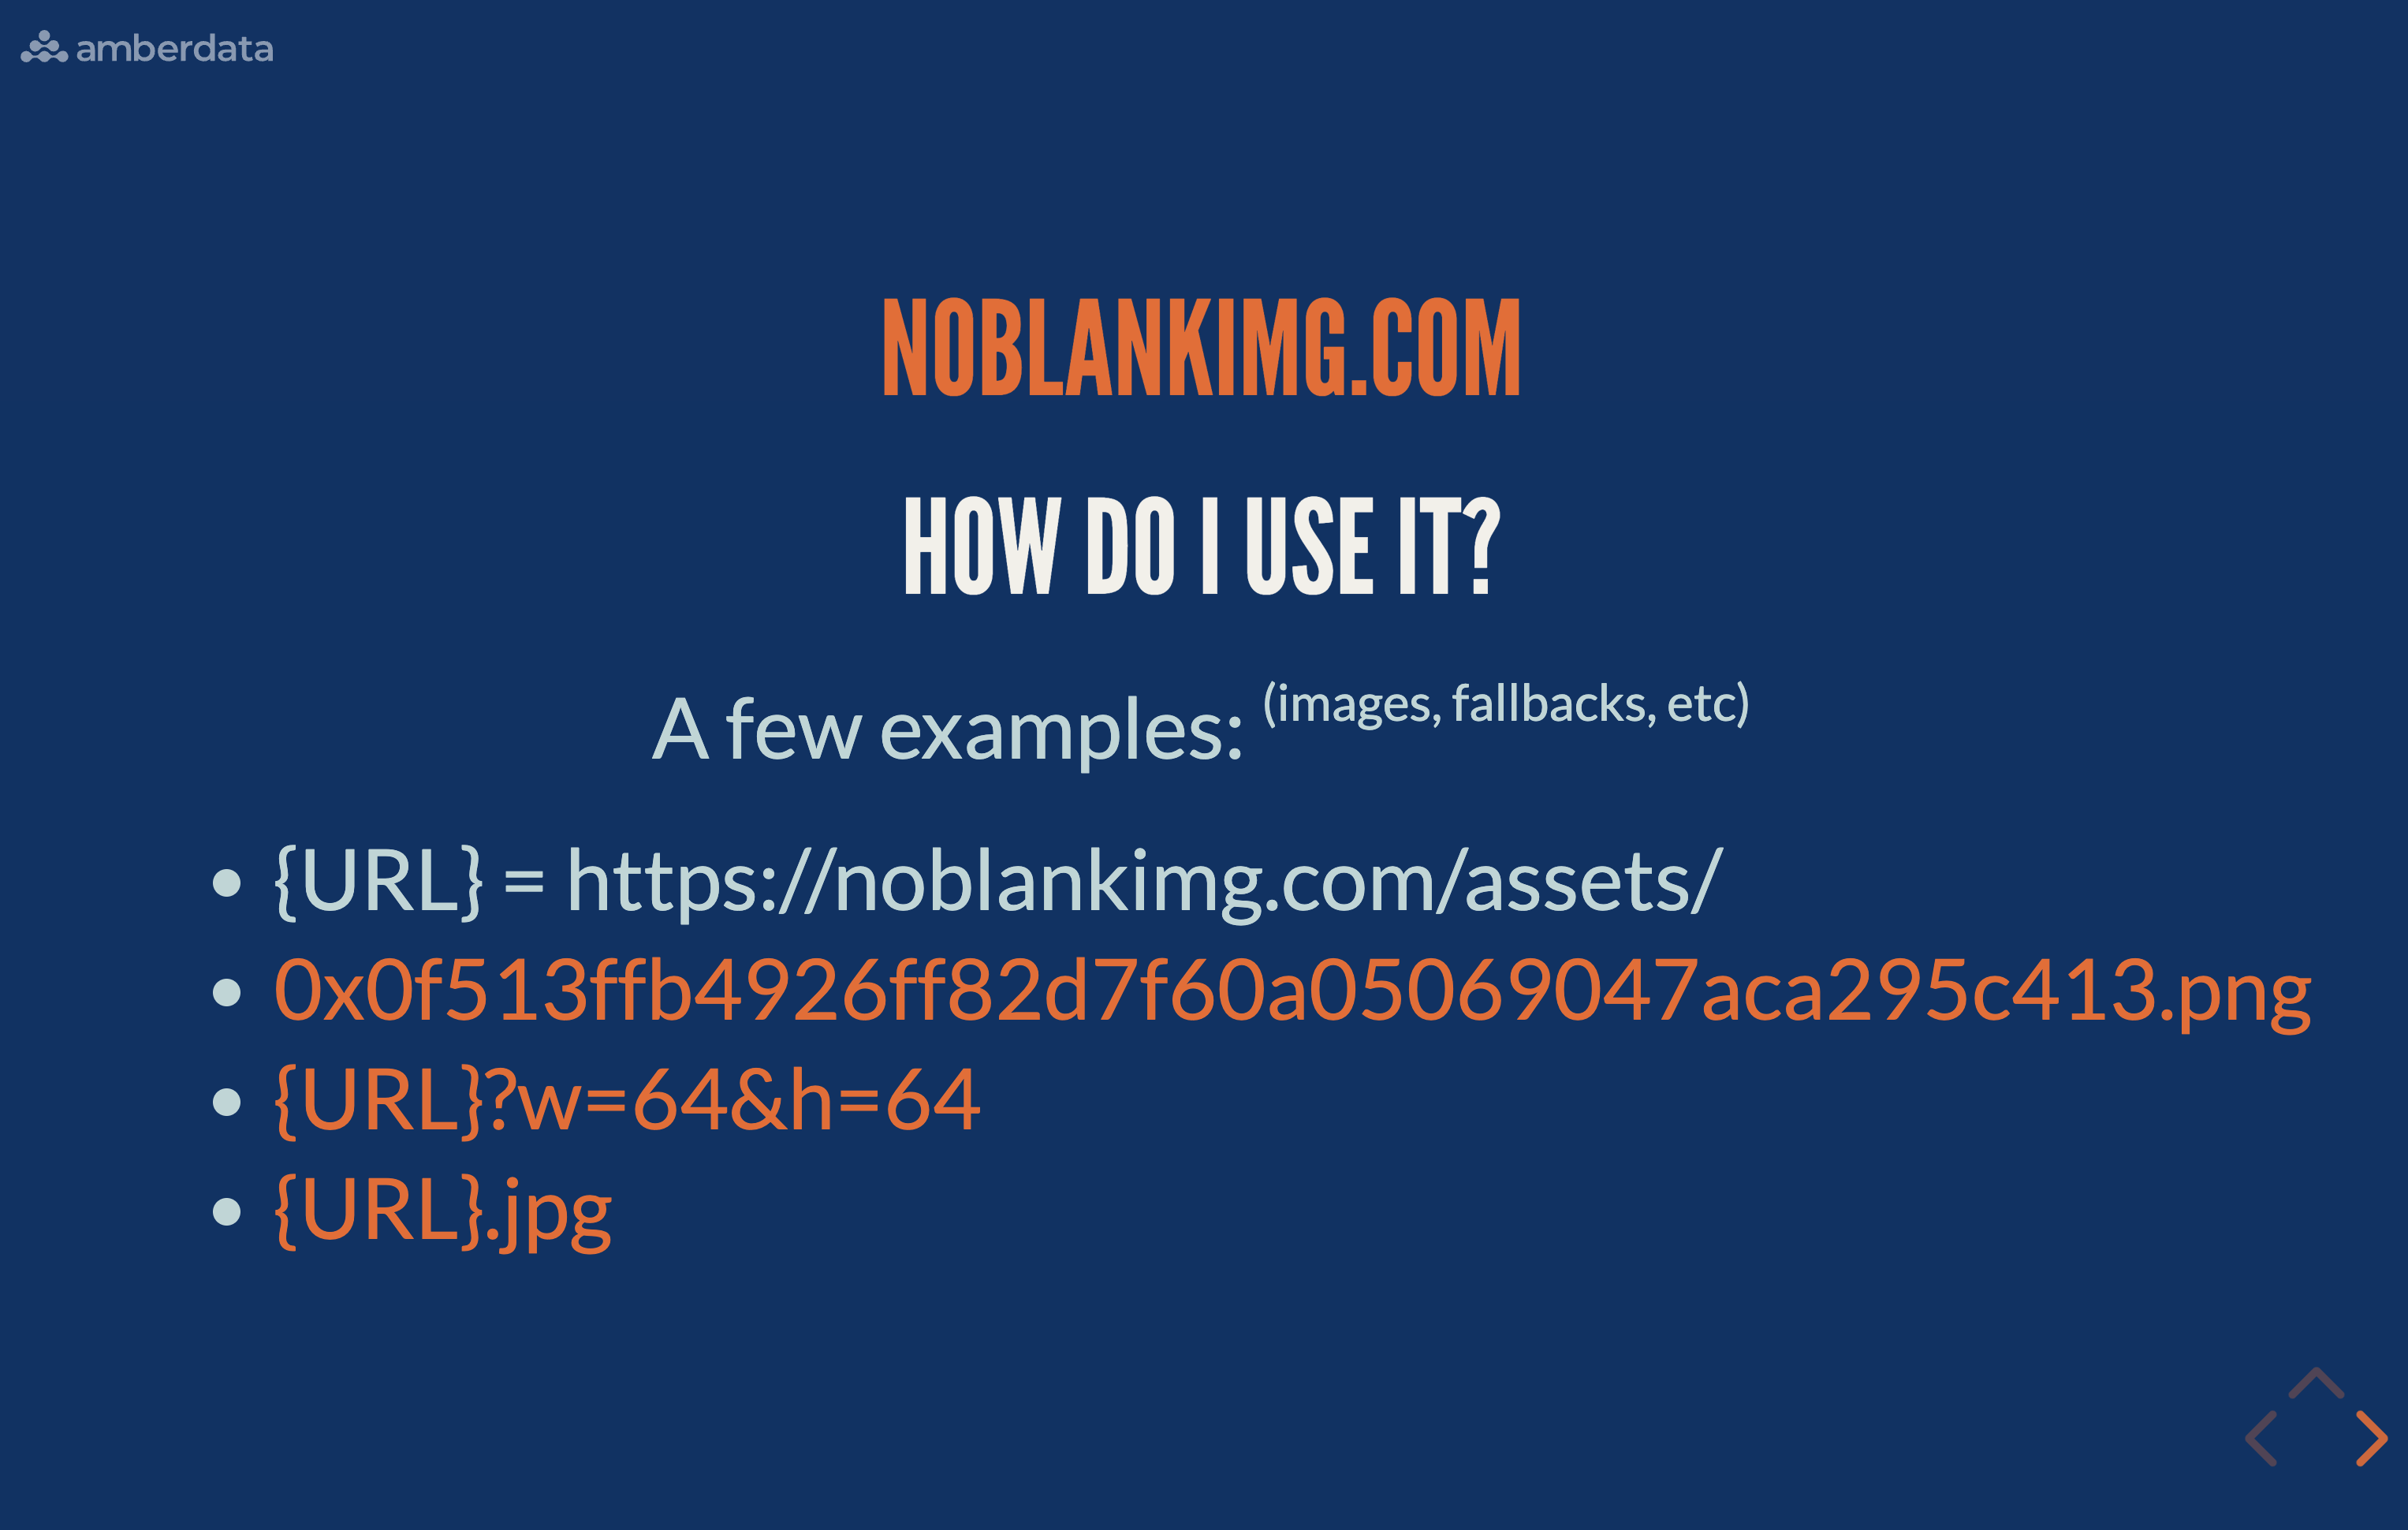 amberdata
NOBLANKIMG.COM
HOW DO I USE IT?
A few examples: (images, fallbacks, etc)
• {URL} = https://noblankimg.com/assets/
• 0x0f513ffb4926ff82d7f60a05069047aca295c413.png
• {URL}?w=64&h=64
• {URL}.jpg